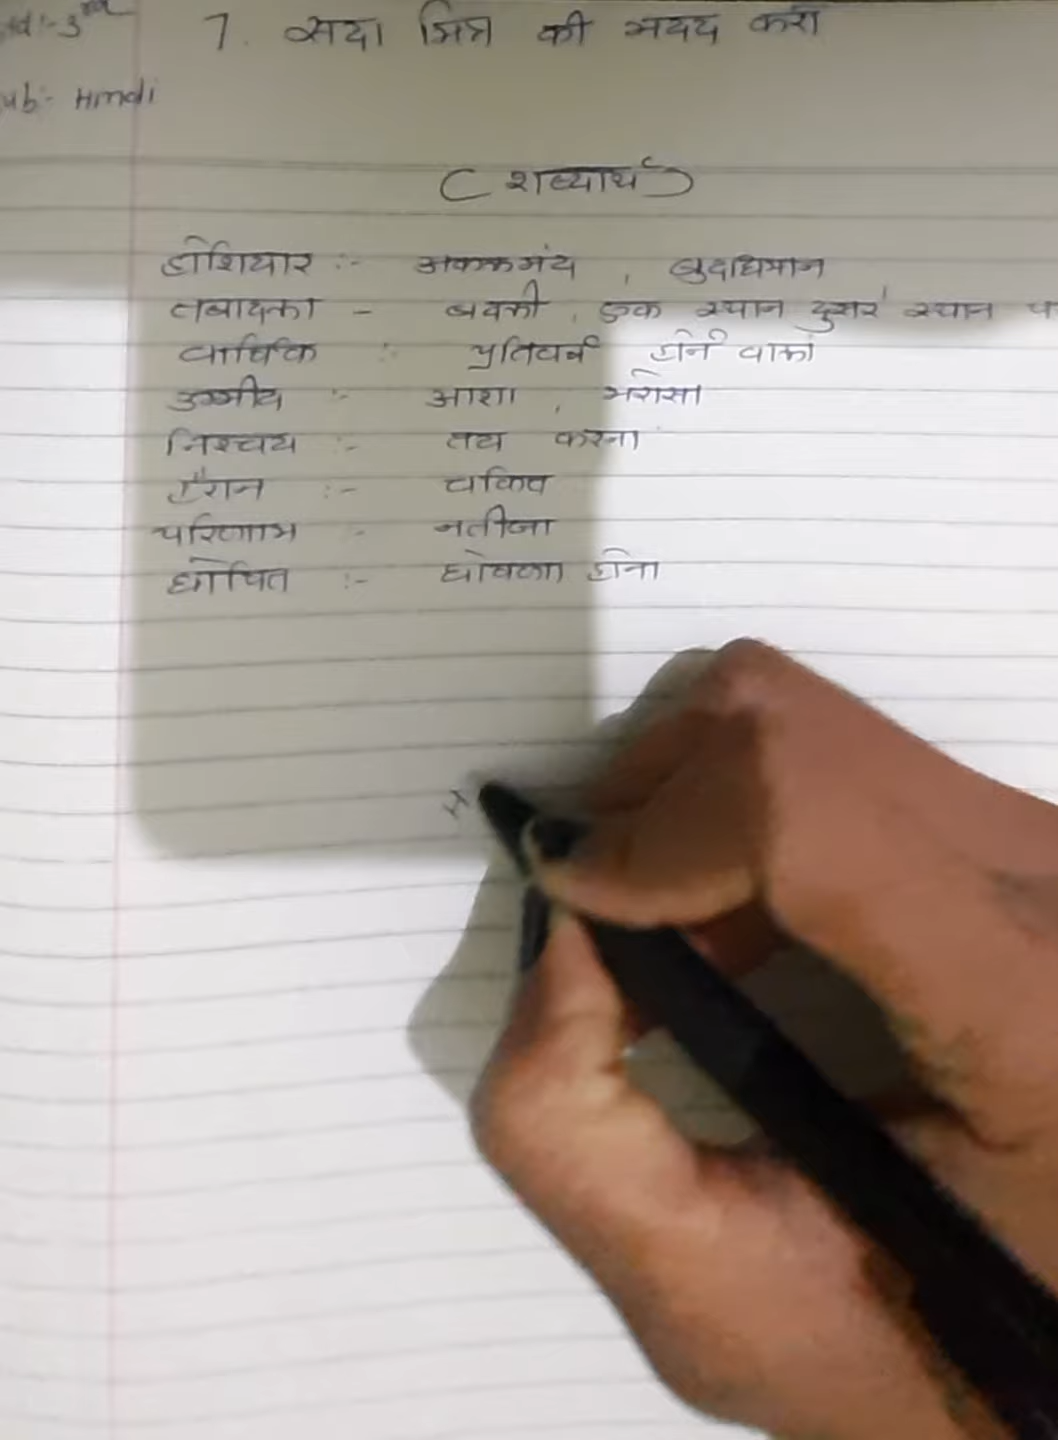 3rd
7. सदा मित्र की मदद करो
Sub:- Hindi
(शब्दार्थ)
होशियार :- अक्लमंद , बुद्धिमान
तबादला - बदली , एक स्थान दुसरे स्थान
वार्षिक :- प्रतिवर्ष होने वाला
उम्मीद :- आशा , भरोसा
निश्चय :- तय करना
हैरान :- चकित
परिणाम - नतीजा
घोषित :- घोषणा होना